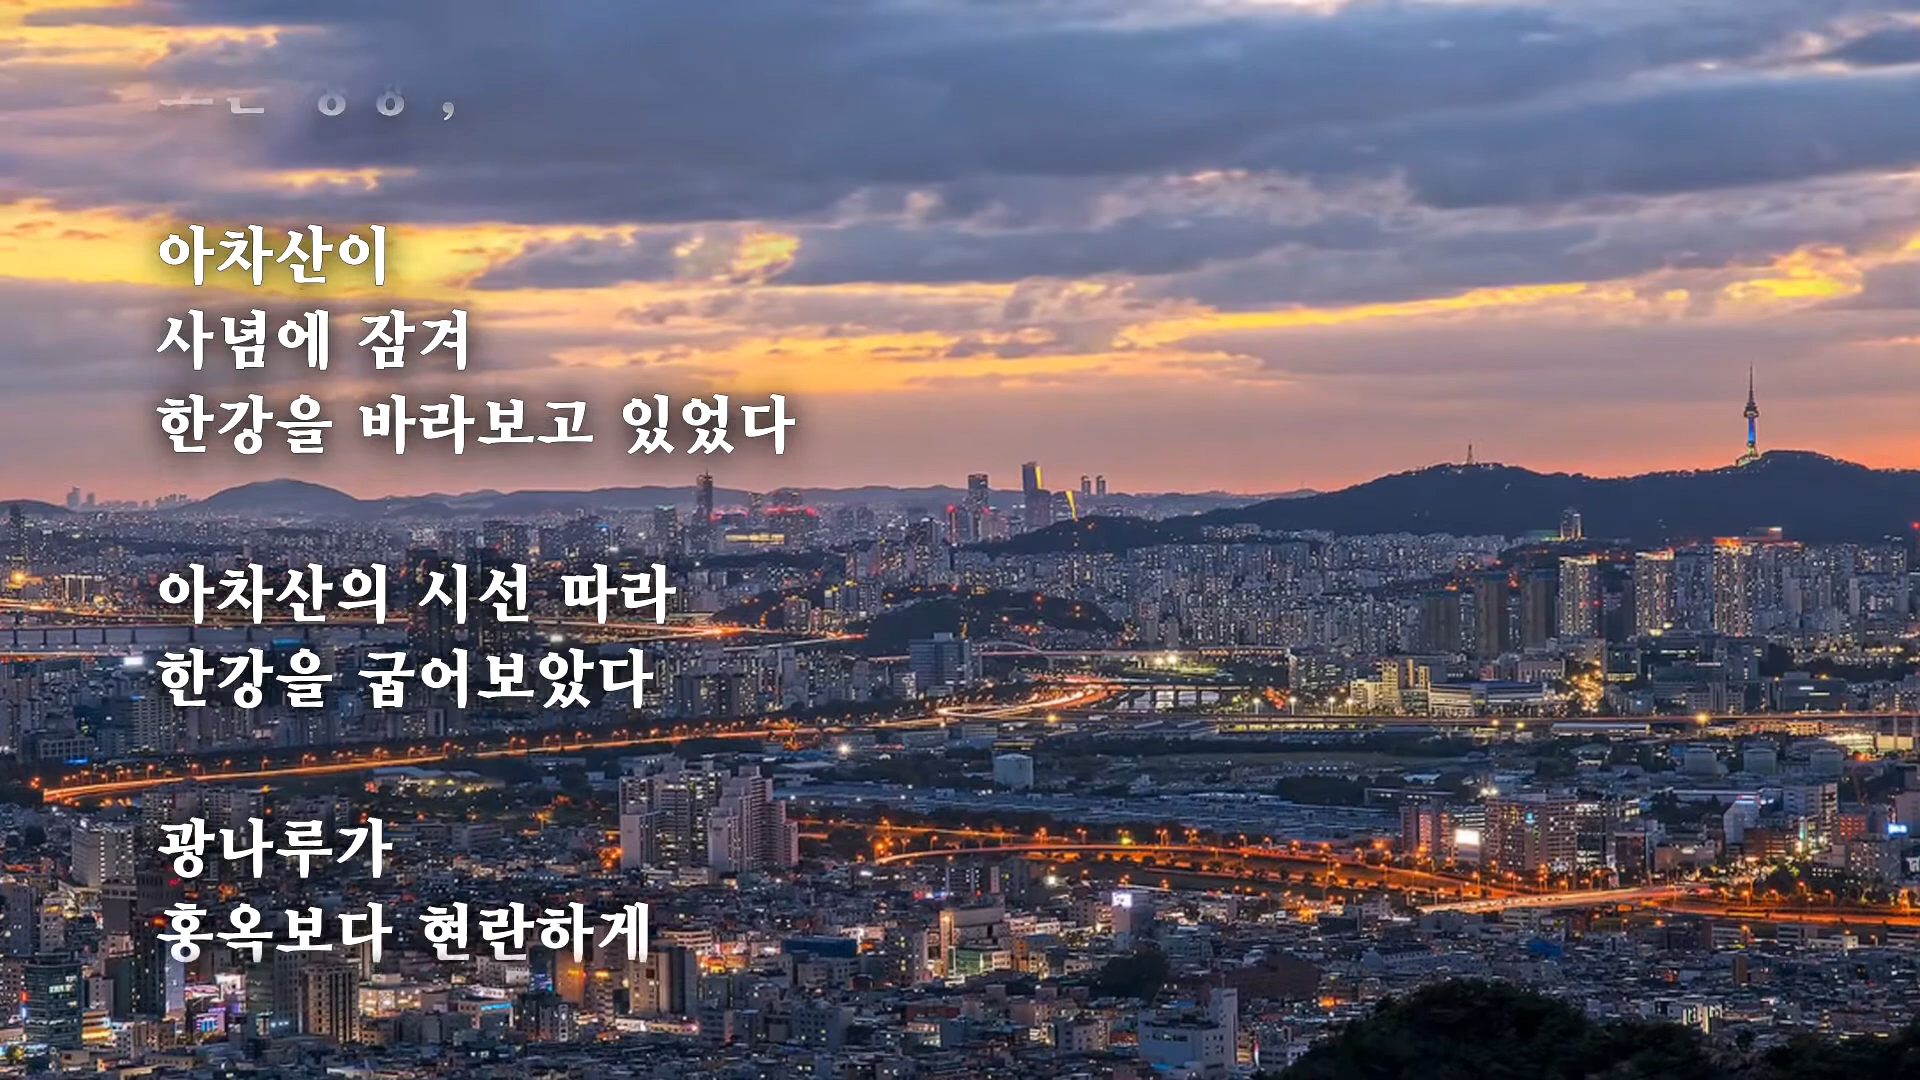 아차산이
사념에 잠겨
한강을 바라보고 있었다
아차산의 시선 따라
한강을 굽어보았다
광나루가
홍옥보다 현란하게